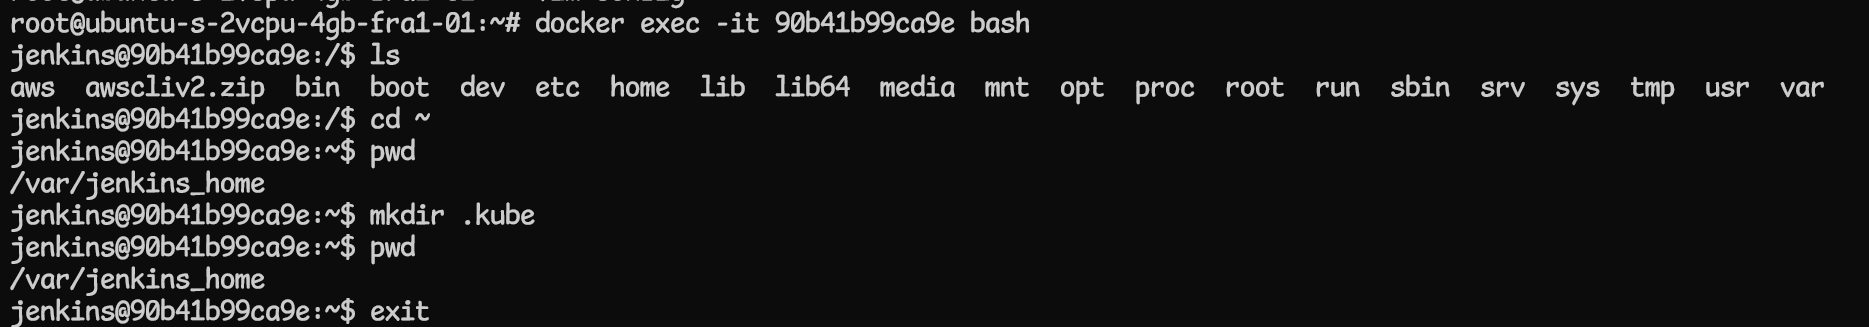 root@ubuntu-s-2vcpu-4gb-fra1-01:~# docker exec -it 90b41b99ca9e bash
jenkins@90b41b99ca9e:/$ ls
aws  awscliv2.zip  bin  boot  dev  etc  home  lib  lib64  media  mnt  opt  proc  root  run  sbin  srv  sys  tmp  usr  var
jenkins@90b41b99ca9e:/$ cd ~
jenkins@90b41b99ca9e:~$ pwd
/var/jenkins_home
jenkins@90b41b99ca9e:~$ mkdir .kube
jenkins@90b41b99ca9e:~$ pwd
/var/jenkins_home
jenkins@90b41b99ca9e:~$ exit